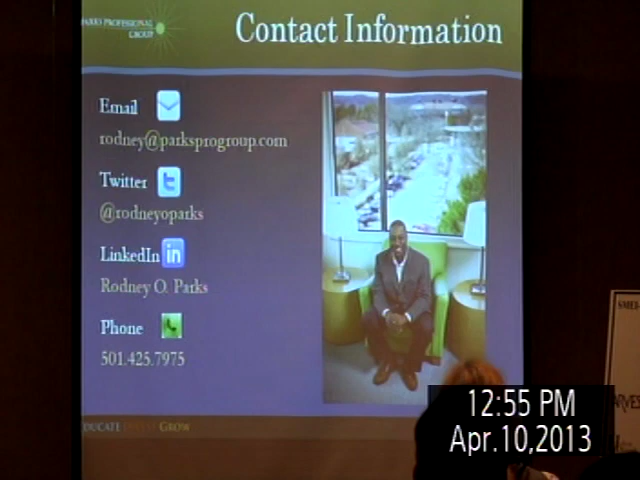 PARKS PROFESSIONAL
GROUP
Contact Information
Email
rodney@parksprogroup.com
Twitter
@rodneyoparks
LinkedIn in
Rodney O. Parks
Phone
501.425.7975
GROW
12:55 PM
Apr.10,2013